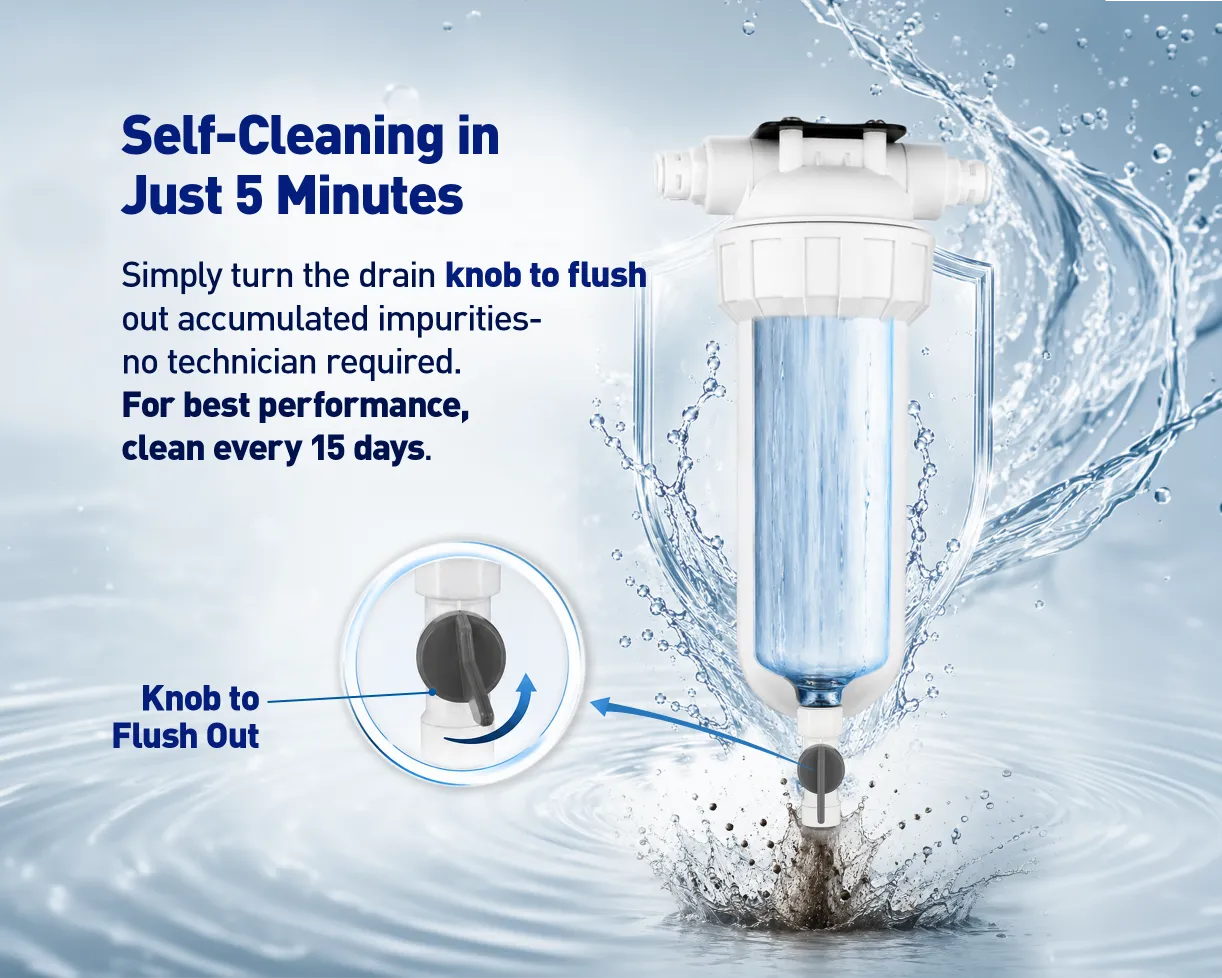 Self-Cleaning in
Just 5 Minutes
Simply turn the drain knob to flush
out accumulated impurities-
no technician required.
For best performance,
clean every 15 days.
Knob to
Flush Out